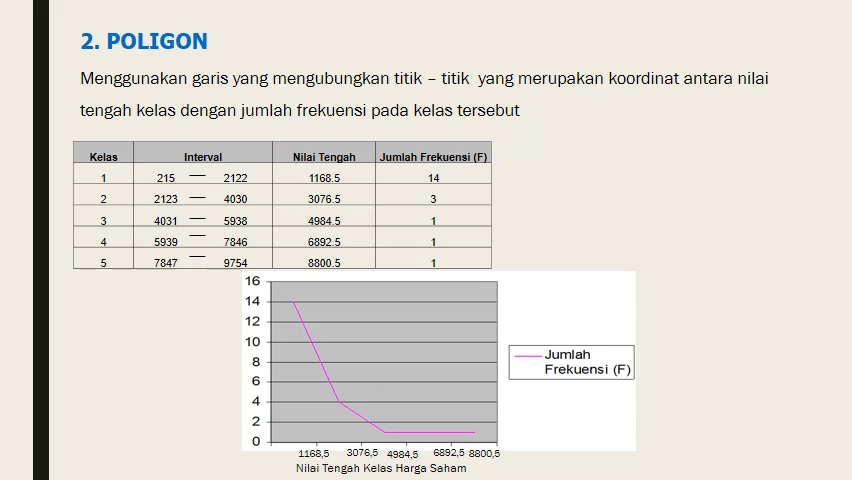 2. POLIGON
Menggunakan garis yang mengubungkan titik – titik yang merupakan koordinat antara nilai
tengah kelas dengan jumlah frekuensi pada kelas tersebut
Kelas Interval Nilai Tengah Jumlah Frekuensi (F)
1 215 — 2122 1168.5 14
2 2123 — 4030 3076.5 3
3 4031 — 5938 4984.5 1
4 5939 — 7846 6892.5 1
5 7847 — 9754 8800.5 1
16
14
12
10
8
6
4
2
0
1168,5 3076,5 4984,5 6892,5 8800,5
Nilai Tengah Kelas Harga Saham
Jumlah
Frekuensi (F)